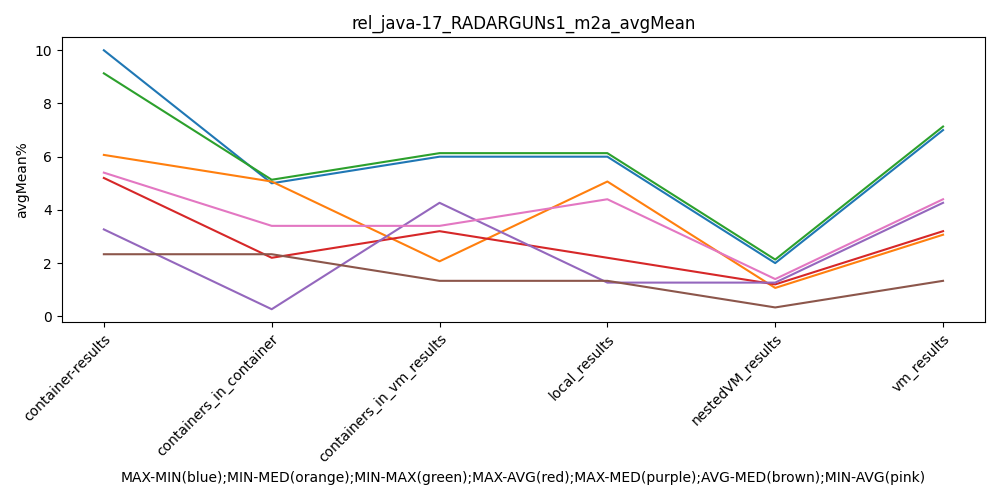 rel_java-17_RADARGUNs1_m2a_avgMean
avgMean%
10
8
6
4
2
0
container-results
containers_in_container
containers_in_vm_results
local_results
nestedVM_results
vm_results
MAX-MIN(blue);MIN-MED(orange);MIN-MAX(green);MAX-AVG(red);MAX-MED(purple);AVG-MED(brown);MIN-AVG(pink)